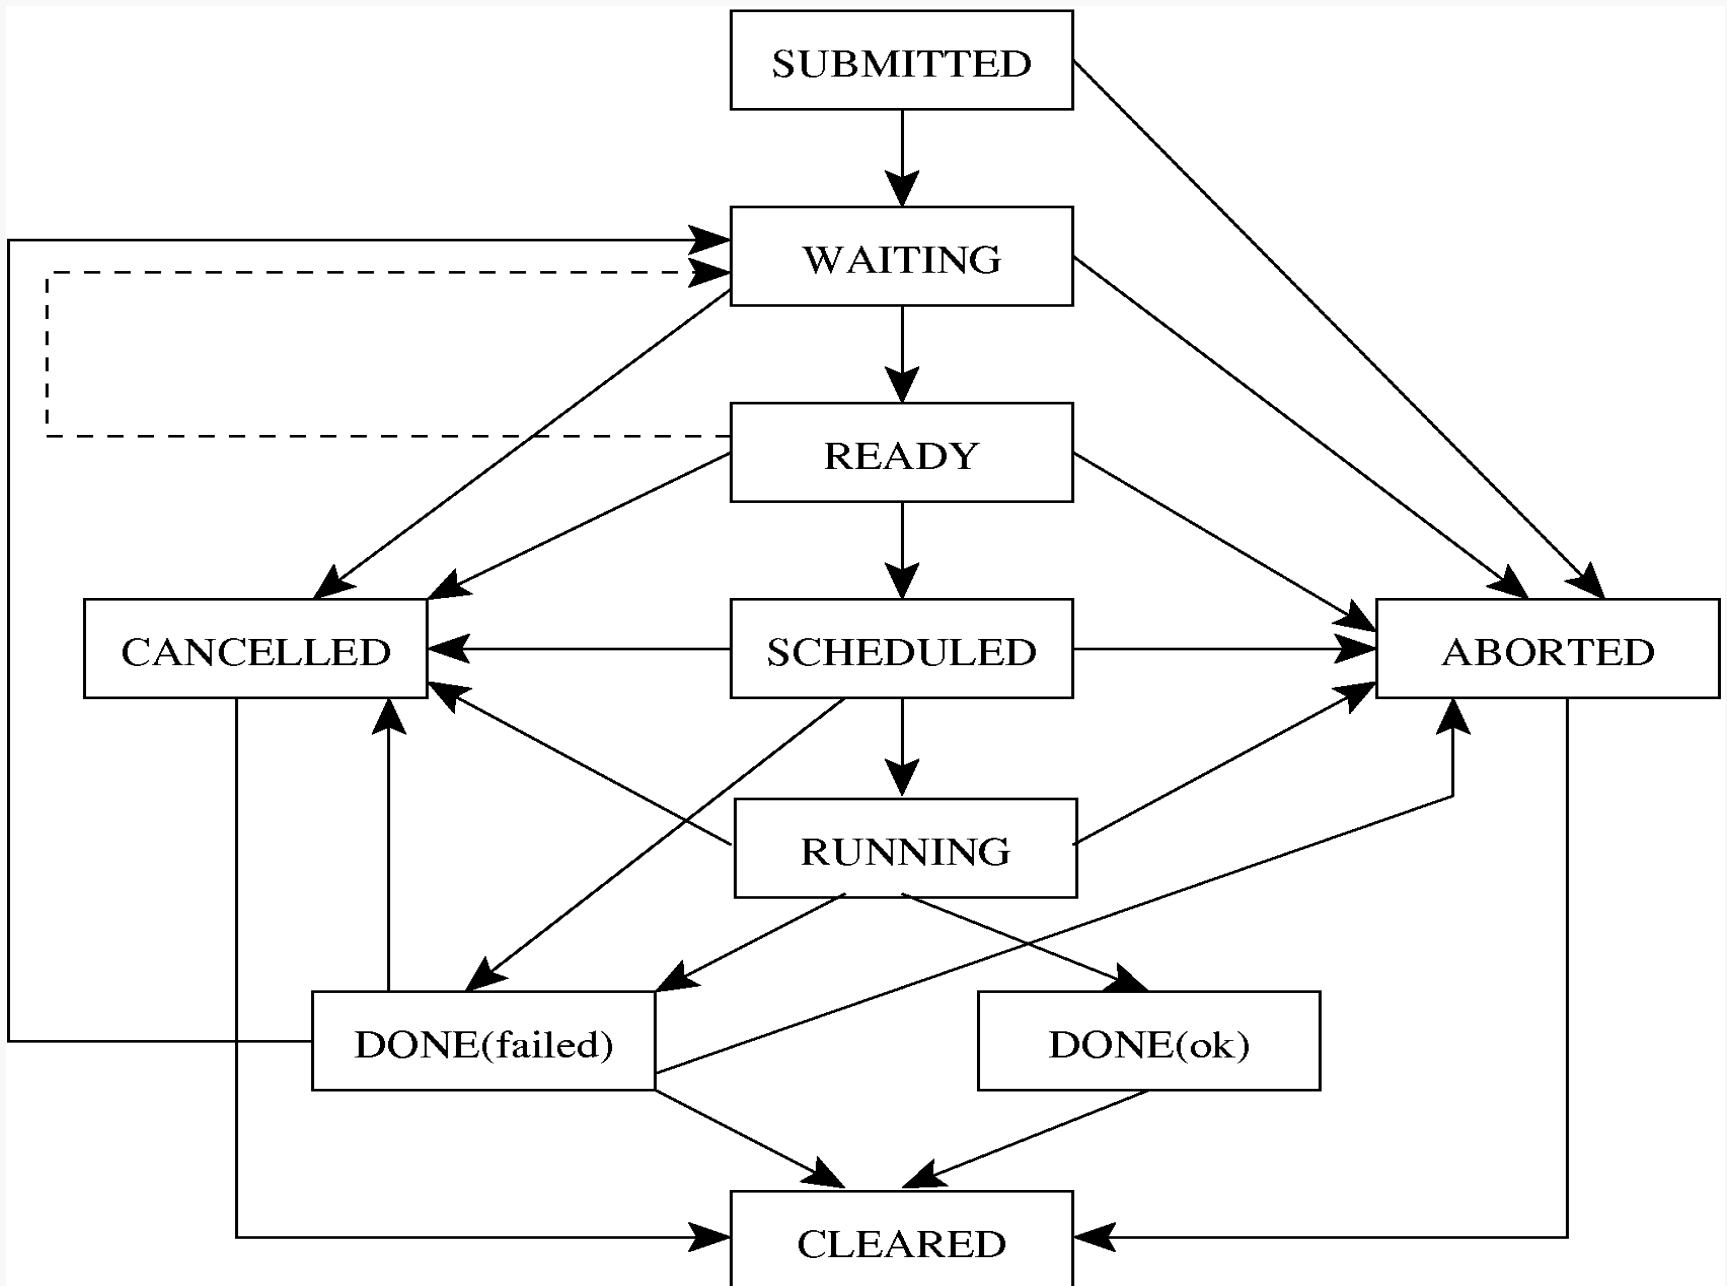 SUBMITTED
WAITING
READY
CANCELLED
SCHEDULED
ABORTED
RUNNING
DONE(failed)
DONE(ok)
CLEARED